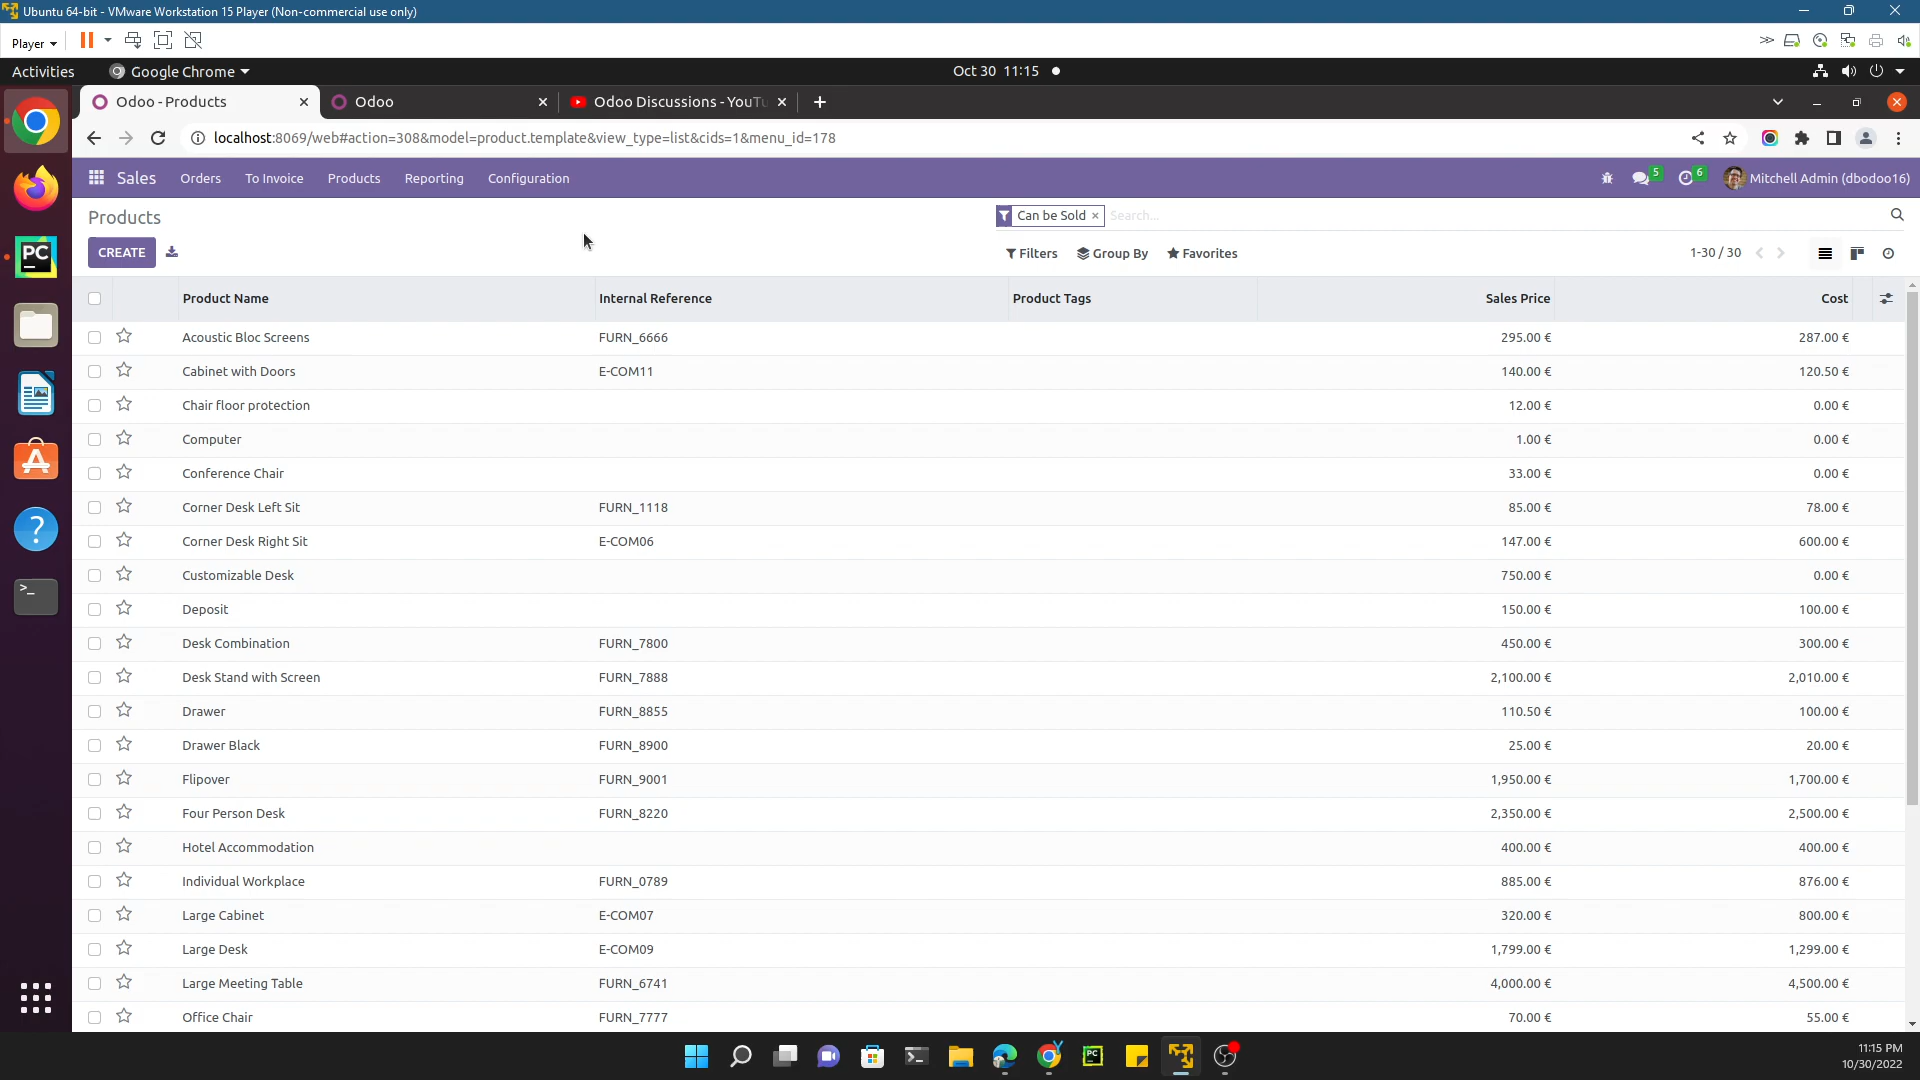 Ubuntu 64-bit - VMware Workstation 15 Player (Non-commercial use only)
Player
Activities
Google Chrome
Oct 30 11:15
Odoo - Products
Odoo
Odoo Discussions - YouTu
localhost:8069/web#action=308&model=product.template&view_type=list&cids=1&menu_id=178
Sales
Orders
To Invoice
Products
Reporting
Configuration
5
6
Mitchell Admin (dbodoo16)
Products
Can be Sold
Search...
CREATE
Filters
Group By
Favorites
1-30 / 30
Product Name Internal Reference Product Tags Sales Price Cost
Acoustic Bloc Screens FURN_6666 295.00 € 287.00 €
Cabinet with Doors E-COM11 140.00 € 120.50 €
Chair floor protection 12.00 € 0.00 €
Computer 1.00 € 0.00 €
Conference Chair 33.00 € 0.00 €
Corner Desk Left Sit FURN_1118 85.00 € 78.00 €
Corner Desk Right Sit E-COM06 147.00 € 600.00 €
Customizable Desk 750.00 € 0.00 €
Deposit 150.00 € 100.00 €
Desk Combination FURN_7800 450.00 € 300.00 €
Desk Stand with Screen FURN_7888 2,100.00 € 2,010.00 €
Drawer FURN_8855 110.50 € 100.00 €
Drawer Black FURN_8900 25.00 € 20.00 €
Flipover FURN_9001 1,950.00 € 1,700.00 €
Four Person Desk FURN_8220 2,350.00 € 2,500.00 €
Hotel Accommodation 400.00 € 400.00 €
Individual Workplace FURN_0789 885.00 € 876.00 €
Large Cabinet E-COM07 320.00 € 800.00 €
Large Desk E-COM09 1,799.00 € 1,299.00 €
Large Meeting Table FURN_6741 4,000.00 € 4,500.00 €
Office Chair FURN_7777 70.00 € 55.00 €
PC
PC
11:15 PM
10/30/2022